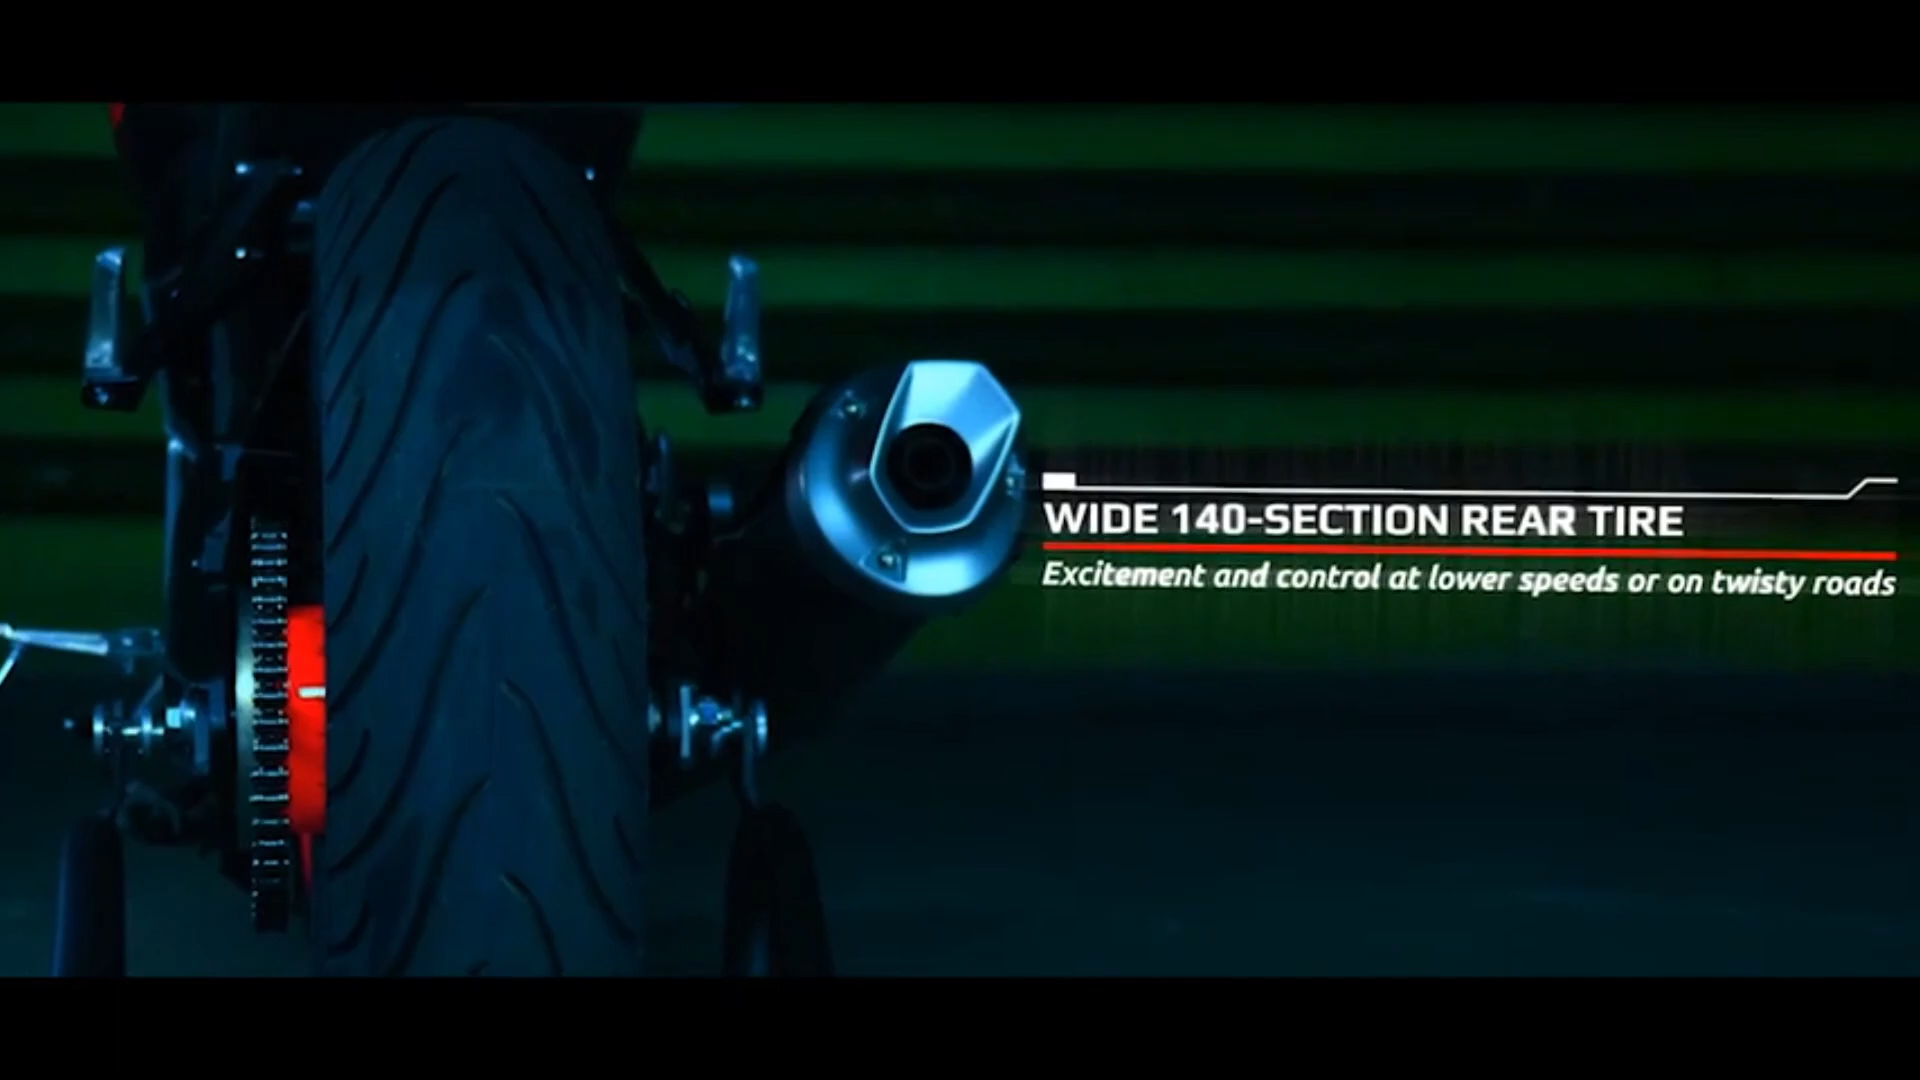 WIDE 140-SECTION REAR TIRE
Excitement and control at lower speeds or on twisty roads